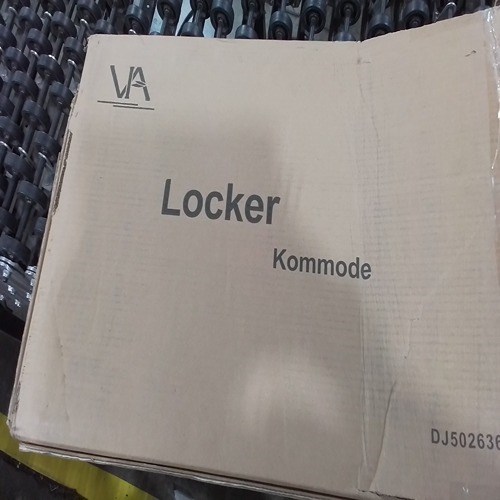 VA
Locker
Kommode
DJ502636